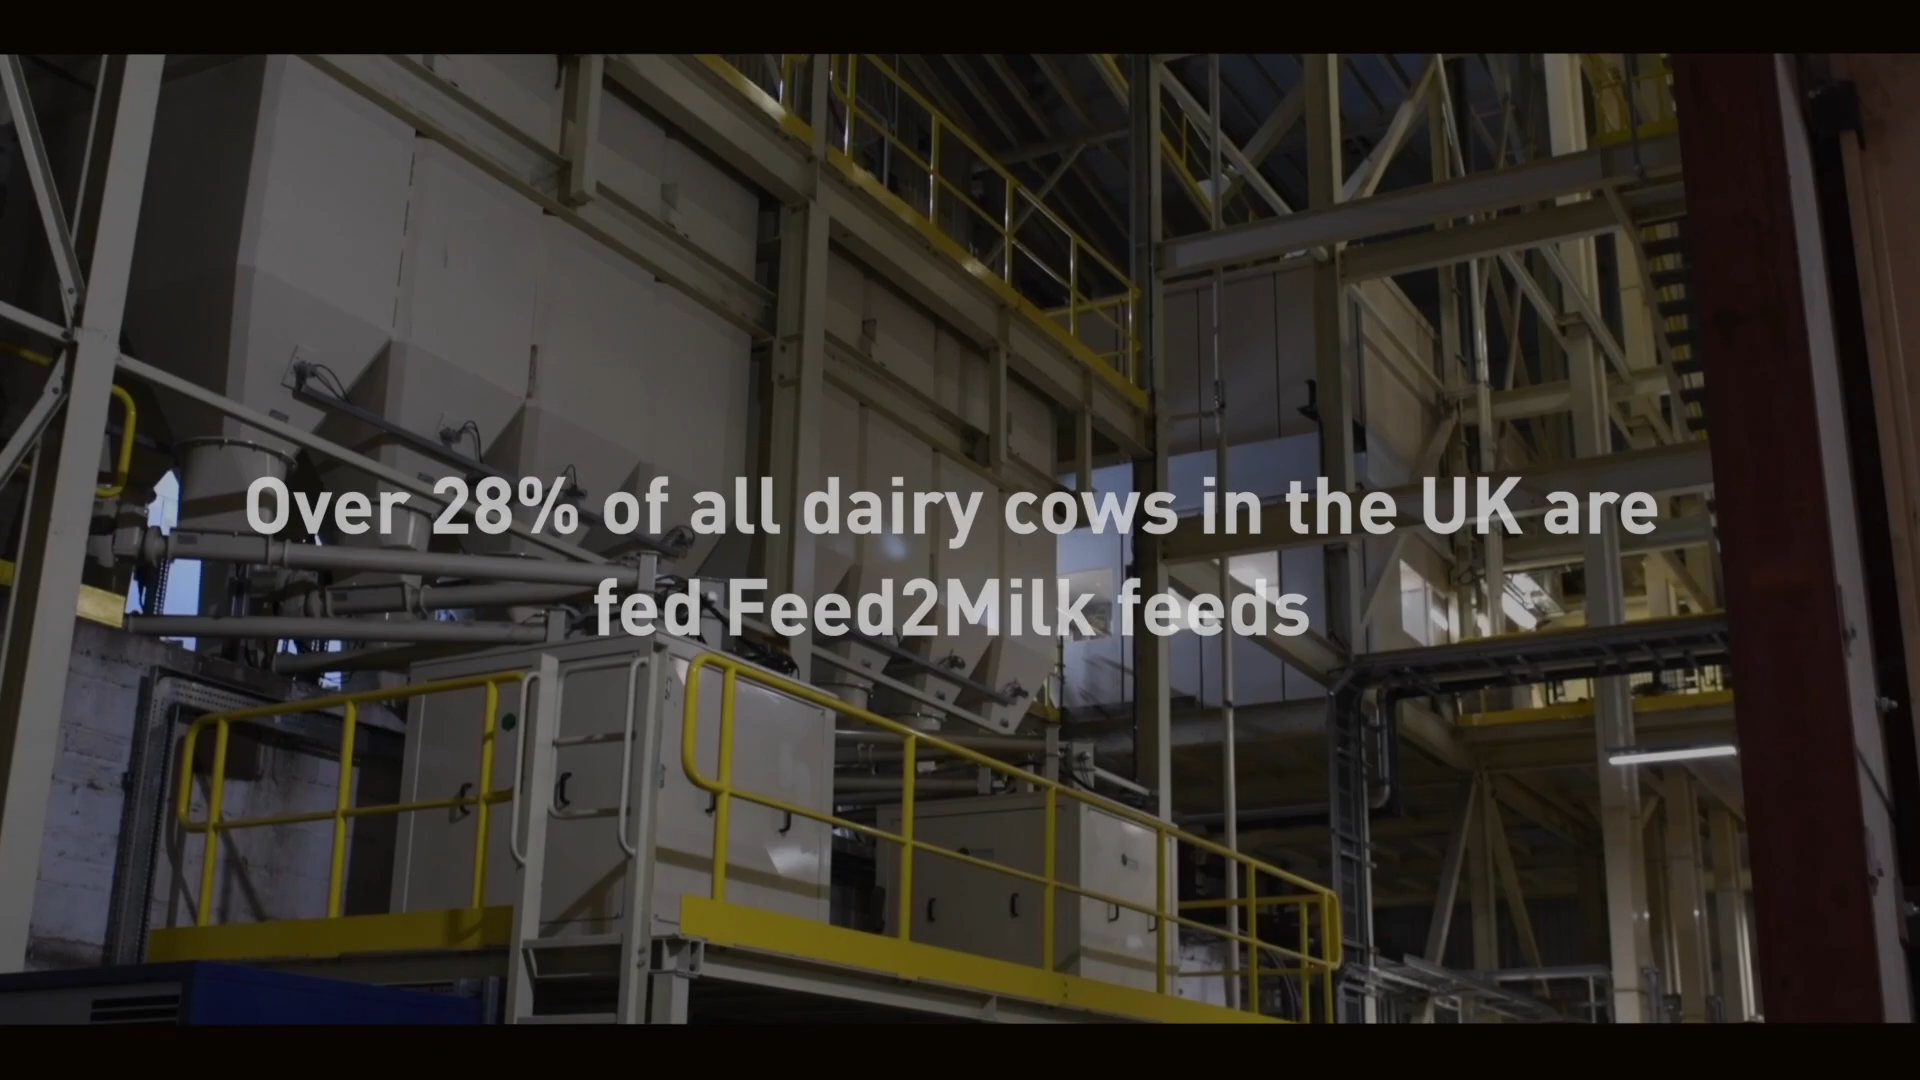 Over 28% of all dairy cows in the UK are
fed Feed2Milk feeds